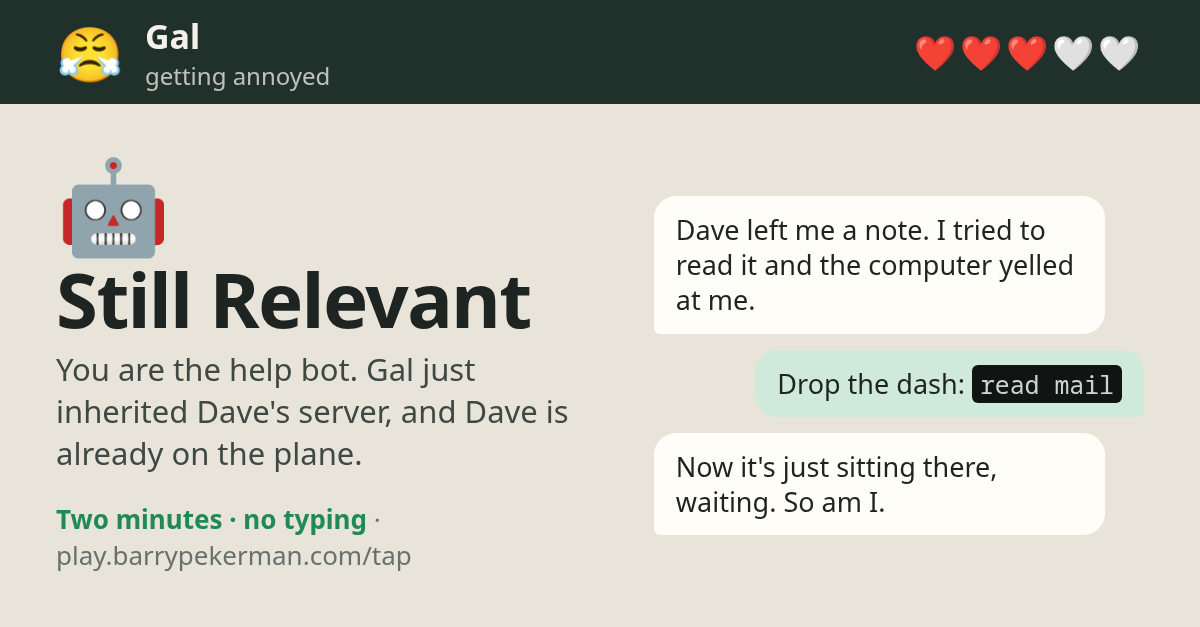 Gal
getting annoyed
Still Relevant
You are the help bot. Gal just
inherited Dave's server, and Dave is
already on the plane.
Two minutes · no typing ·
play.barrypekerman.com/tap
Dave left me a note. I tried to
read it and the computer yelled
at me.
Drop the dash: read mail
Now it's just sitting there,
waiting. So am I.